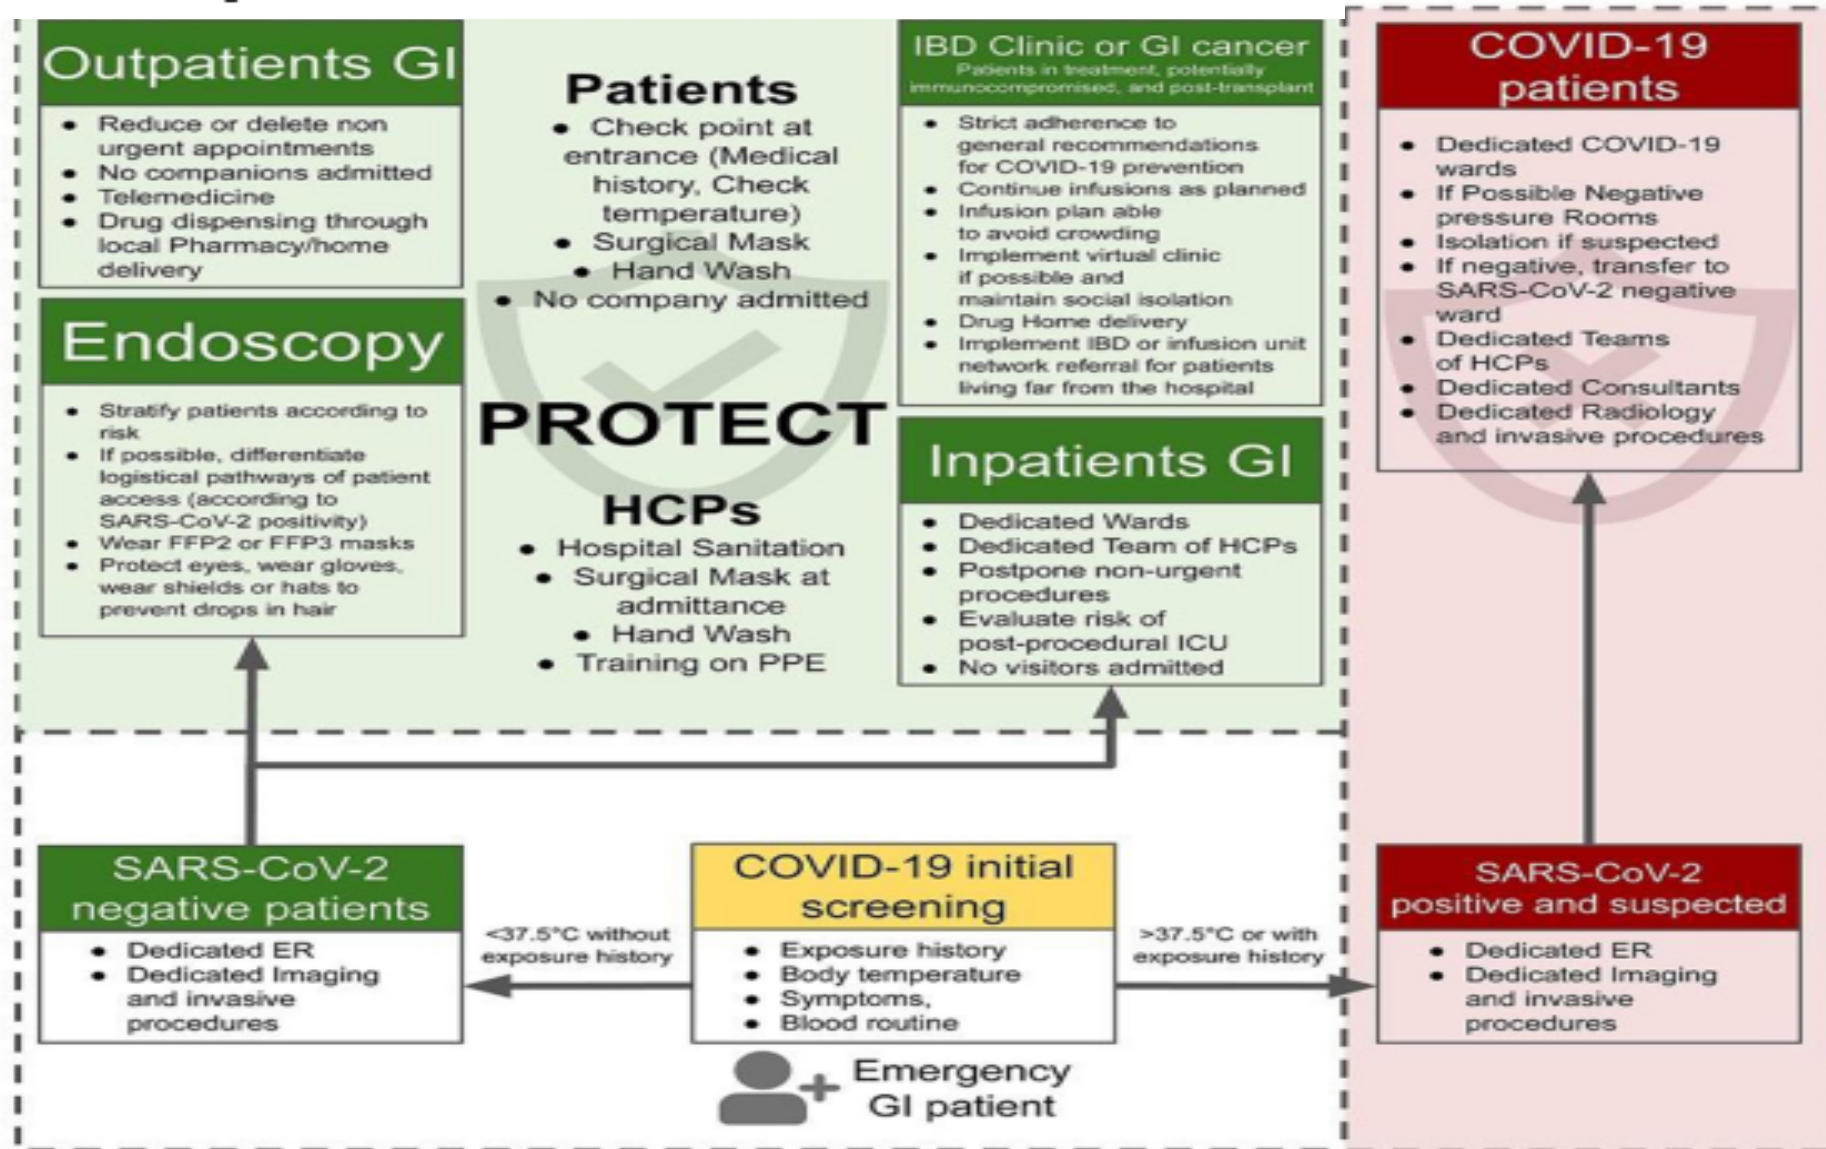 Outpatients GI
• Reduce or delete non
urgent appointments
• No companions admitted
• Telemedicine
• Drug dispensing through
local Pharmacy/home
delivery
Endoscopy
• Stratify patients according to
risk
• If possible, differentiate
logistical pathways of patient
access (according to
SARS-CoV-2 positivity)
• Wear FFP2 or FFP3 masks
• Protect eyes, wear gloves,
wear shields or hats to
prevent drops in hair
Patients
• Check point at
entrance (Medical
history, Check
temperature)
• Surgical Mask
• Hand Wash
• No company admitted
PROTECT
HCPs
• Hospital Sanitation
• Surgical Mask at
admittance
• Hand Wash
• Training on PPE
IBD Clinic or GI cancer
Patients in treatment, potentially
immunocompromised, and post-transplant
• Strict adherence to
general recommendations
for COVID-19 prevention
• Continue infusions as planned
• Infusion plan able
to avoid crowding
• Implement virtual clinic
if possible and
maintain social isolation
• Drug Home delivery
• Implement IBD or infusion unit
network referral for patients
living far from the hospital
Inpatients GI
• Dedicated Wards
• Dedicated Team of HCPs
• Postpone non-urgent
procedures
• Evaluate risk of
post-procedural ICU
• No visitors admitted
COVID-19
patients
• Dedicated COVID-19
wards
• If Possible Negative
pressure Rooms
• Isolation if suspected
• If negative, transfer to
SARS-CoV-2 negative
ward
• Dedicated Teams
of HCPs
• Dedicated Consultants
• Dedicated Radiology
and invasive procedures
SARS-CoV-2
negative patients
• Dedicated ER
• Dedicated Imaging
and invasive
procedures
<37.5°C without
exposure history
COVID-19 initial
screening
• Exposure history
• Body temperature
• Symptoms,
• Blood routine
>37.5°C or with
exposure history
SARS-CoV-2
positive and suspected
• Dedicated ER
• Dedicated Imaging
and invasive
procedures
Emergency
GI patient